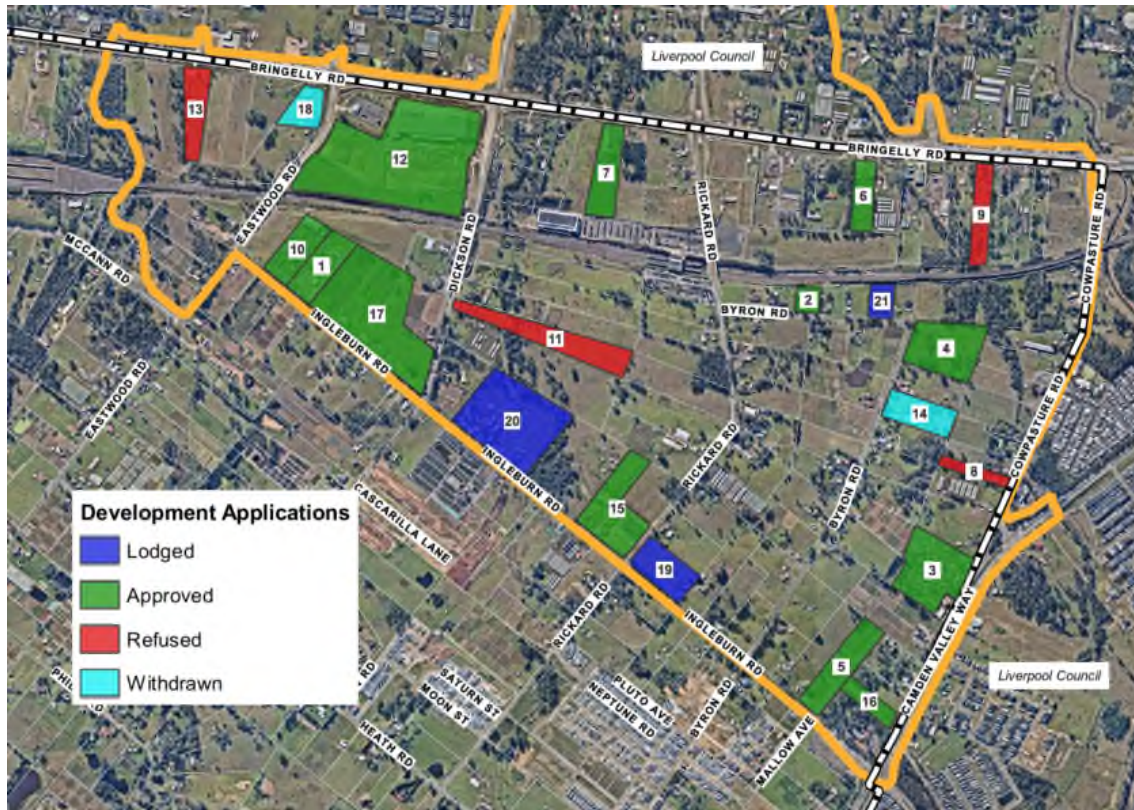 Liverpool Council
BRINGELLY RD
13
18
12
7
BRINGELLY RD
6
9
RICKARD RD
COWPASTURE RD
EASTWOOD RD
MCCANN RD
10
1
DICKSON RD
17
INGLEBURN RD
BYRON RD
2
21
11
4
EASTWOOD RD
COWPASTURE RD
20
14
RICKARD RD
8
INGLEBURN RD
CASCARILLA LANE
15
BYRON RD
Development Applications
Lodged
Approved
Refused
Withdrawn
3
19
RICKARD RD
INGLEBURN RD
CAMDEN VALLEY WAY
5
16
Liverpool Council
RD
SATURN ST
MOON ST
PLUTO AVE
NEPTUNE RD
BYRON RD
MALLOW AVE
HEATH RD